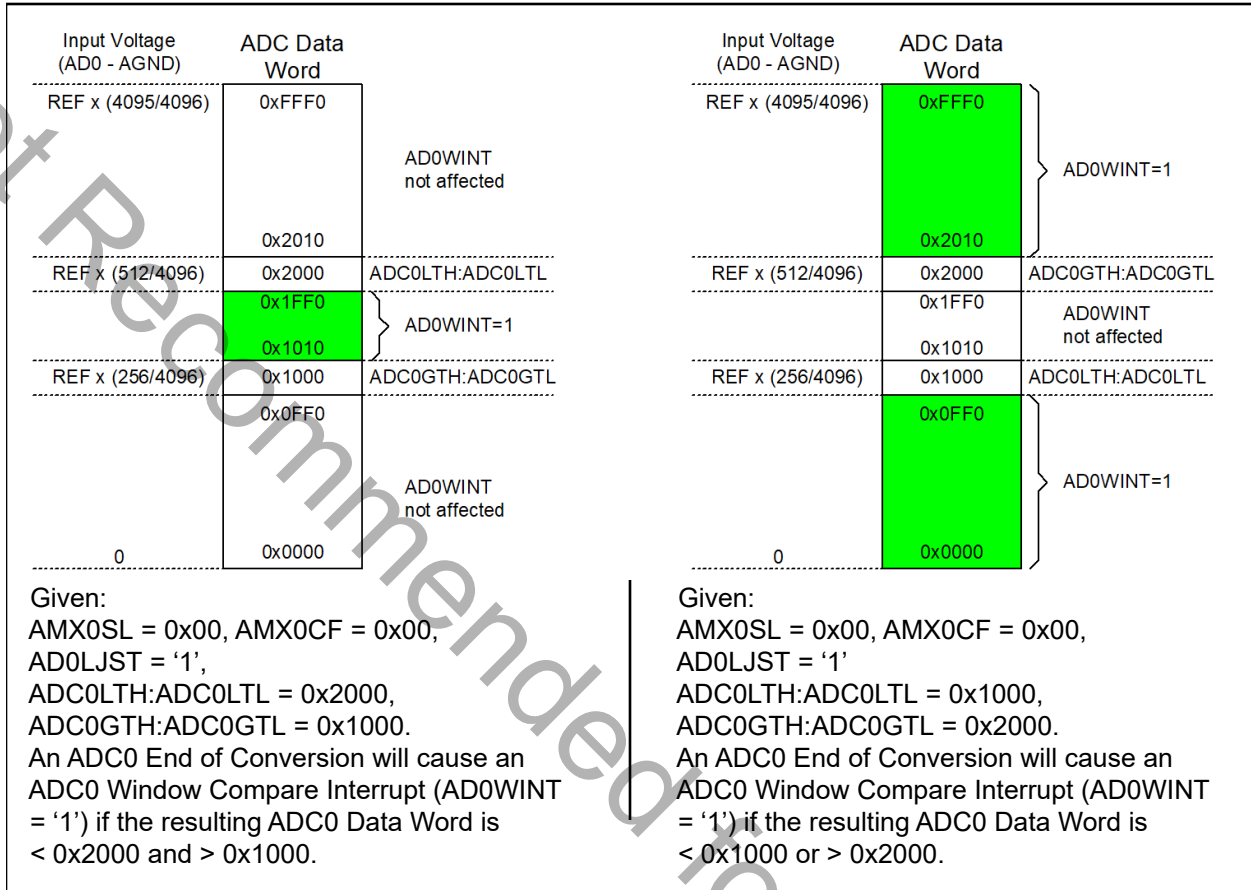 Input Voltage
(AD0 - AGND)
ADC Data
Word
REF x (4095/4096)
0xFFF0
AD0WINT
not affected
0x2010
REF x (512/4096)
0x2000
ADC0LTH:ADC0LTL
0x1FF0
AD0WINT=1
0x1010
REF x (256/4096)
0x1000
ADC0GTH:ADC0GTL
0x0FF0
AD0WINT
not affected
0
0x0000
Given:
AMX0SL = 0x00, AMX0CF = 0x00,
AD0LJST = ‘1’,
ADC0LTH:ADC0LTL = 0x2000,
ADC0GTH:ADC0GTL = 0x1000.
An ADC0 End of Conversion will cause an
ADC0 Window Compare Interrupt (AD0WINT
= ‘1’) if the resulting ADC0 Data Word is
< 0x2000 and > 0x1000.
Input Voltage
(AD0 - AGND)
ADC Data
Word
REF x (4095/4096)
0xFFF0
AD0WINT=1
0x2010
REF x (512/4096)
0x2000
ADC0GTH:ADC0GTL
0x1FF0
AD0WINT
not affected
0x1010
REF x (256/4096)
0x1000
ADC0LTH:ADC0LTL
0x0FF0
AD0WINT=1
0
0x0000
Given:
AMX0SL = 0x00, AMX0CF = 0x00,
AD0LJST = ‘1’
ADC0LTH:ADC0LTL = 0x1000,
ADC0GTH:ADC0GTL = 0x2000.
An ADC0 End of Conversion will cause an
ADC0 Window Compare Interrupt (AD0WINT
= ‘1’) if the resulting ADC0 Data Word is
< 0x1000 or > 0x2000.
Recommended